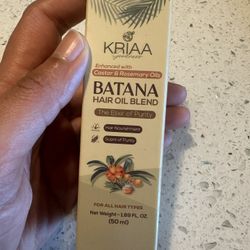 KRIAA
Enhanced with
Castor & Rosemary Oils
BATANA
HAIR OIL BLEND
The Elixir of Purity
Hair Nourishment
Scent of Purity
FOR ALL HAIR TYPES
Net Weight - 1.69 FL. OZ.
(50 ml)